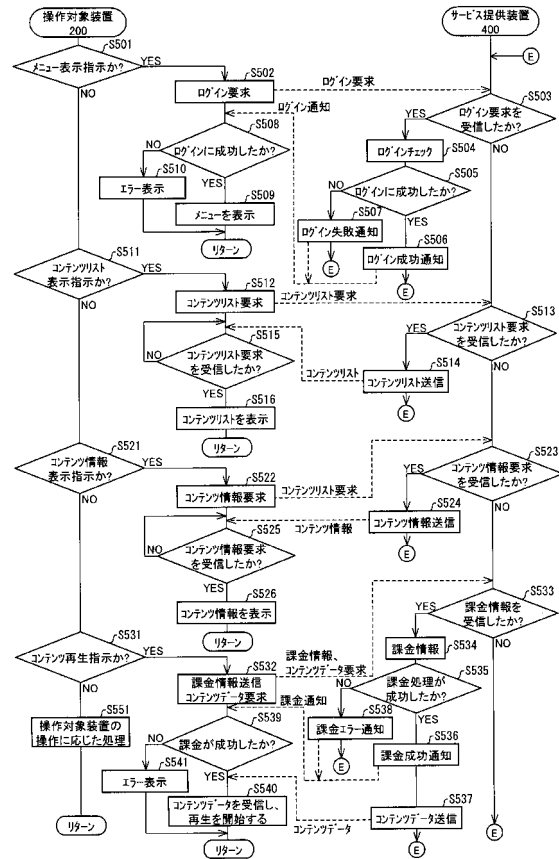 操作対象装置
200
サービス提供装置
400
S501
メニュー表示指示か?
YES
NO
S502
ログイン要求
ログイン要求
E
S503
ログイン要求を
受信したか?
YES
NO
ログイン通知
S508
ログインに成功したか?
NO
YES
S504
ログインチェック
S505
ログインに成功したか?
NO
YES
S510
エラー表示
S509
メニューを表示
リターン
S507
ログイン失敗通知
S506
ログイン成功通知
E
E
S511
コンテンツリスト
表示指示か?
YES
NO
S512
コンテンツリスト要求
コンテンツリスト要求
S513
コンテンツリスト要求
を受信したか?
YES
NO
S515
コンテンツリスト要求
を受信したか?
NO
YES
コンテンツリスト
S514
コンテンツリスト送信
E
S516
コンテンツリストを表示
リターン
S521
コンテンツ情報
表示指示か?
YES
NO
S522
コンテンツ情報要求
コンテンツリスト要求
S523
コンテンツ情報要求
を受信したか?
YES
NO
S524
コンテンツ情報送信
コンテンツ情報
E
S525
コンテンツ情報要求
を受信したか?
NO
YES
S526
コンテンツ情報を表示
リターン
S531
コンテンツ再生指示か?
YES
NO
S532
課金情報送信
コンテンツデータ要求
課金情報、
コンテンツデータ要求
S533
課金情報を
受信したか?
YES
NO
S534
課金情報
S535
課金処理が
成功したか?
NO
YES
課金通知
S551
操作対象装置の
操作に応じた処理
リターン
S539
課金が成功したか?
NO
YES
S538
課金エラー通知
E
S536
課金成功通知
S541
エラー表示
S540
コンテンツデータを受信し、
再生を開始する
リターン
コンテンツデータ
S537
コンテンツデータ送信
E
E